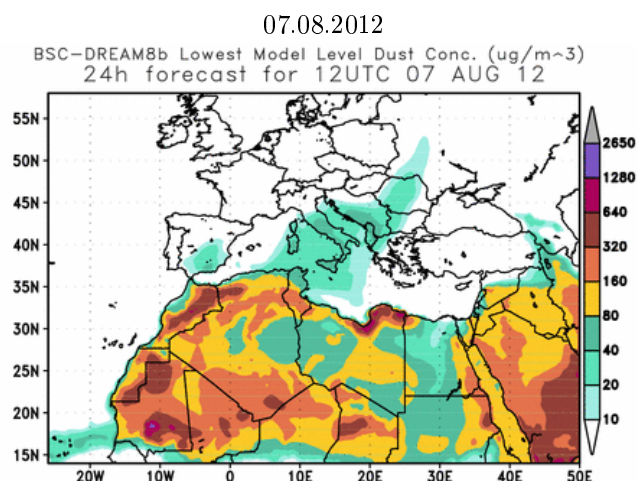 07.08.2012
BSC-DREAM8b Lowest Model Level Dust Conc. (ug/m^3)
24h forecast for 12UTC 07 AUG 12
55N
50N
45N
40N
35N
30N
25N
20N
15N
20W
10W
0
10E
20E
30E
40E
50E
2650
1280
640
320
160
80
40
20
10